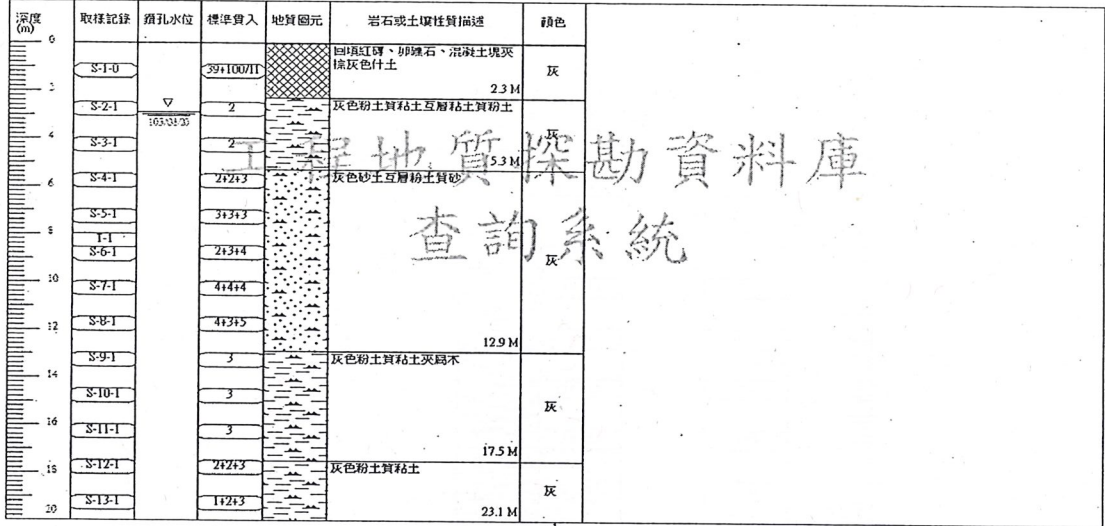 深度 取樣記錄 鑽孔水位 標準貫入 地質圖元 岩石或土壤性質描述 顏色
(m)
0
回填紅磚、卵礫石、混凝土塊夾
棕灰色什土
S-1-0 39+100/11 灰
2.3 M
S-2-1 ▽ 2 灰色粉土質粘土互層粘土質粉土
4 S-3-1 2 灰
5.3 M
工程地質探勘資料庫
6 S-4-1 2+2+3 灰色砂土互層粉土質砂
S-5-1 3+3+3
查詢系統
8 T-1
S-6-1 2+3+4 灰
10 S-7-1 4+4+4
12 S-8-1 4+3+5
12.9 M
S-9-1 3 灰色粉土質粘土夾腐木
14
S-10-1 3 灰
16 S-11-1 3
17.5 M
18 S-12-1 2+2+3 灰色粉土質粘土
灰
20 S-13-1 1+2+3 23.1 M